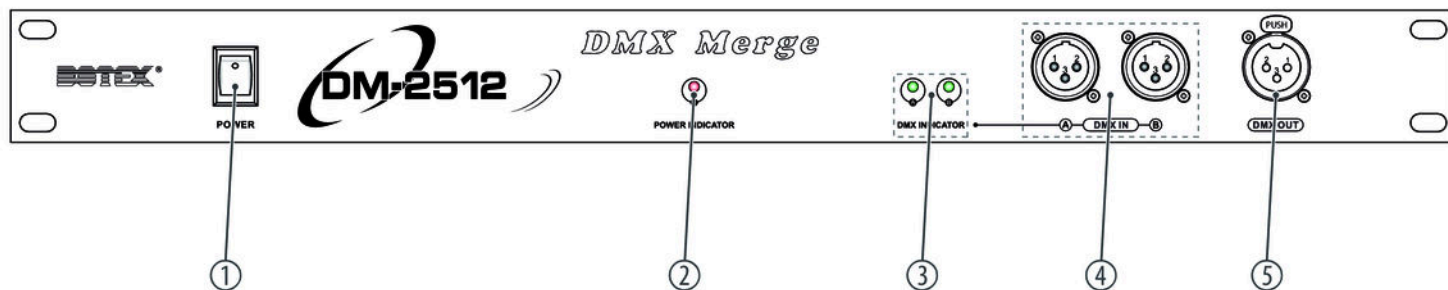 BOTEX®
POWER
DM-2512
DMX Merge
POWER INDICATOR
DMX INDICATOR
1 2 3
1 2 3
A DMX IN B
PUSH
2 1 3
DMX OUT
1 2 3 4 5